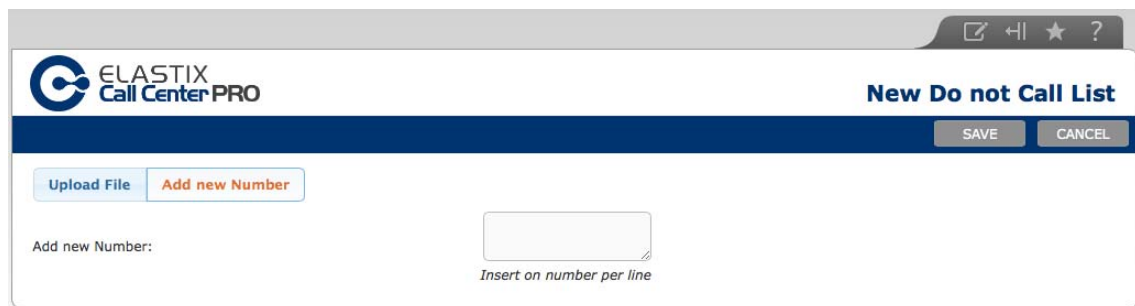 ELASTIX
Call Center PRO
New Do not Call List
SAVE CANCEL
Upload File Add new Number
Add new Number:
Insert on number per line